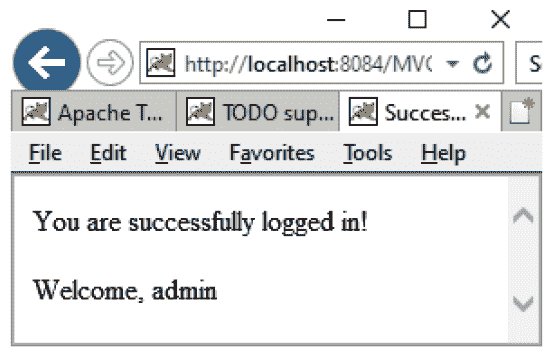 http://localhost:8084/MV
S
Apache T...
TODO sup...
Succes...
File Edit View Favorites Tools Help
You are successfully logged in!
Welcome, admin